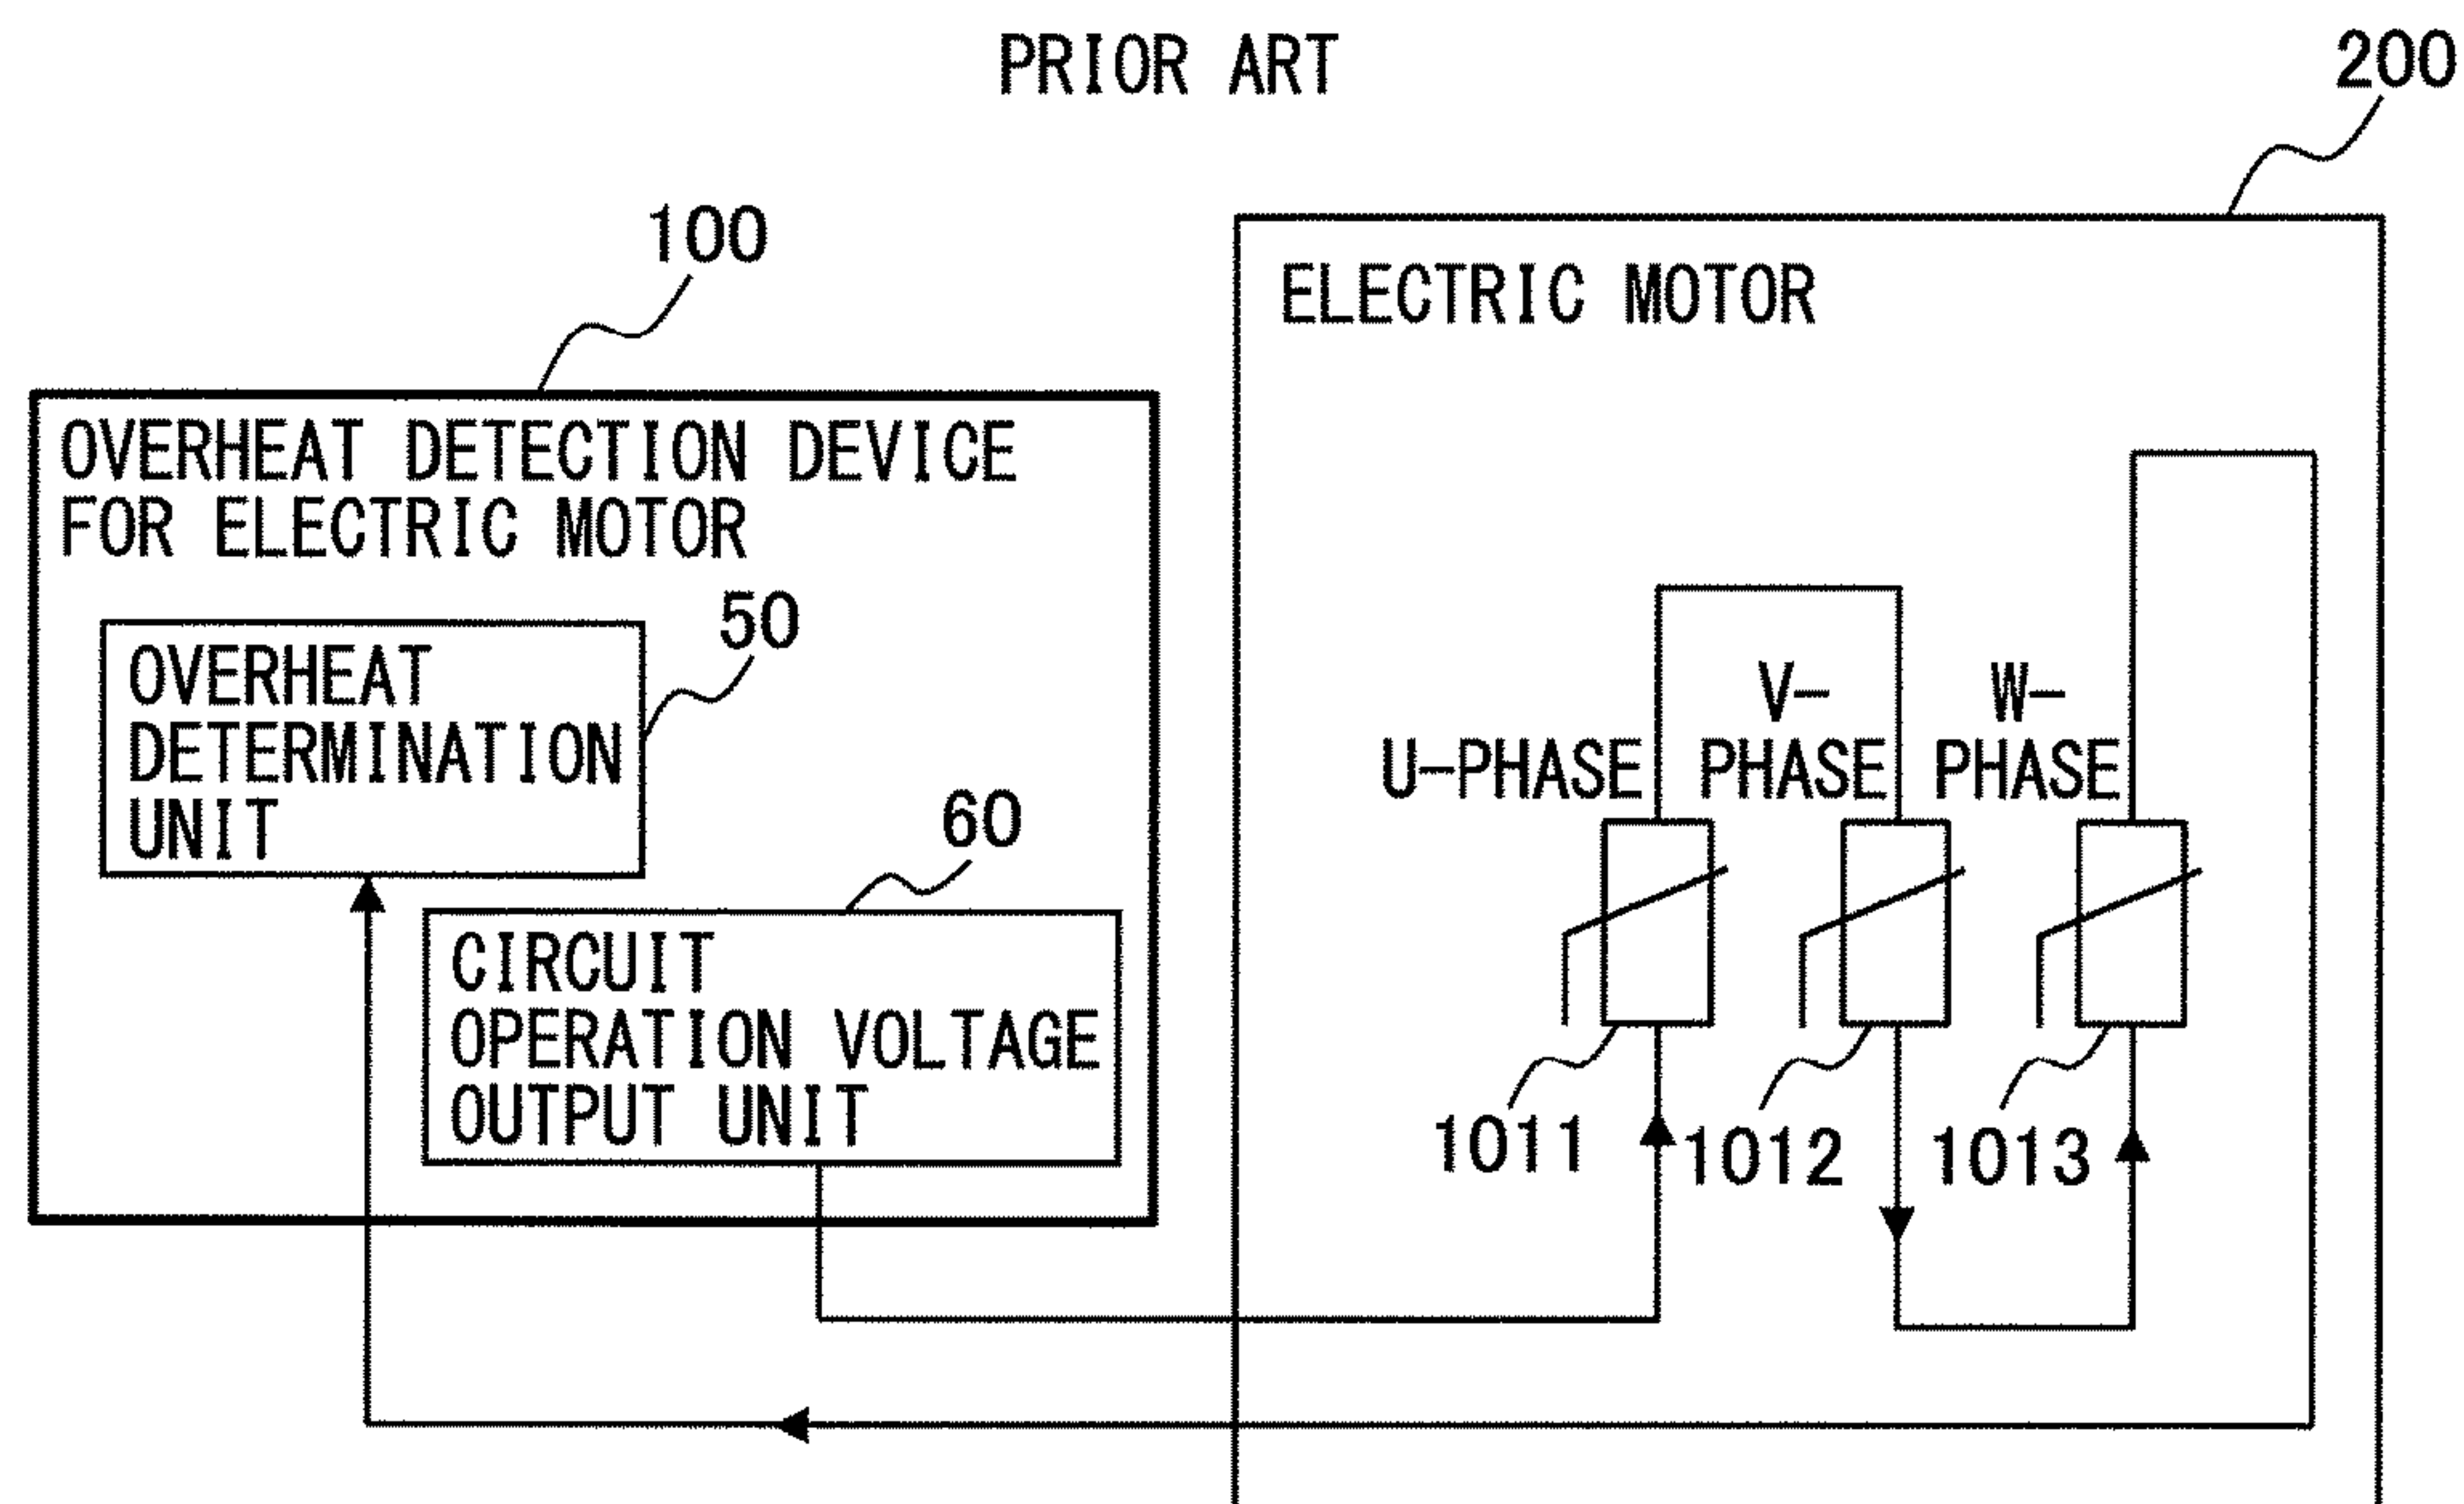 PRIOR ART
200
100
ELECTRIC MOTOR
OVERHEAT DETECTION DEVICE
FOR ELECTRIC MOTOR
50
OVERHEAT
DETERMINATION
UNIT
60
CIRCUIT
OPERATION VOLTAGE
OUTPUT UNIT
U-PHASE
V-
PHASE
W-
PHASE
1011
1012
1013